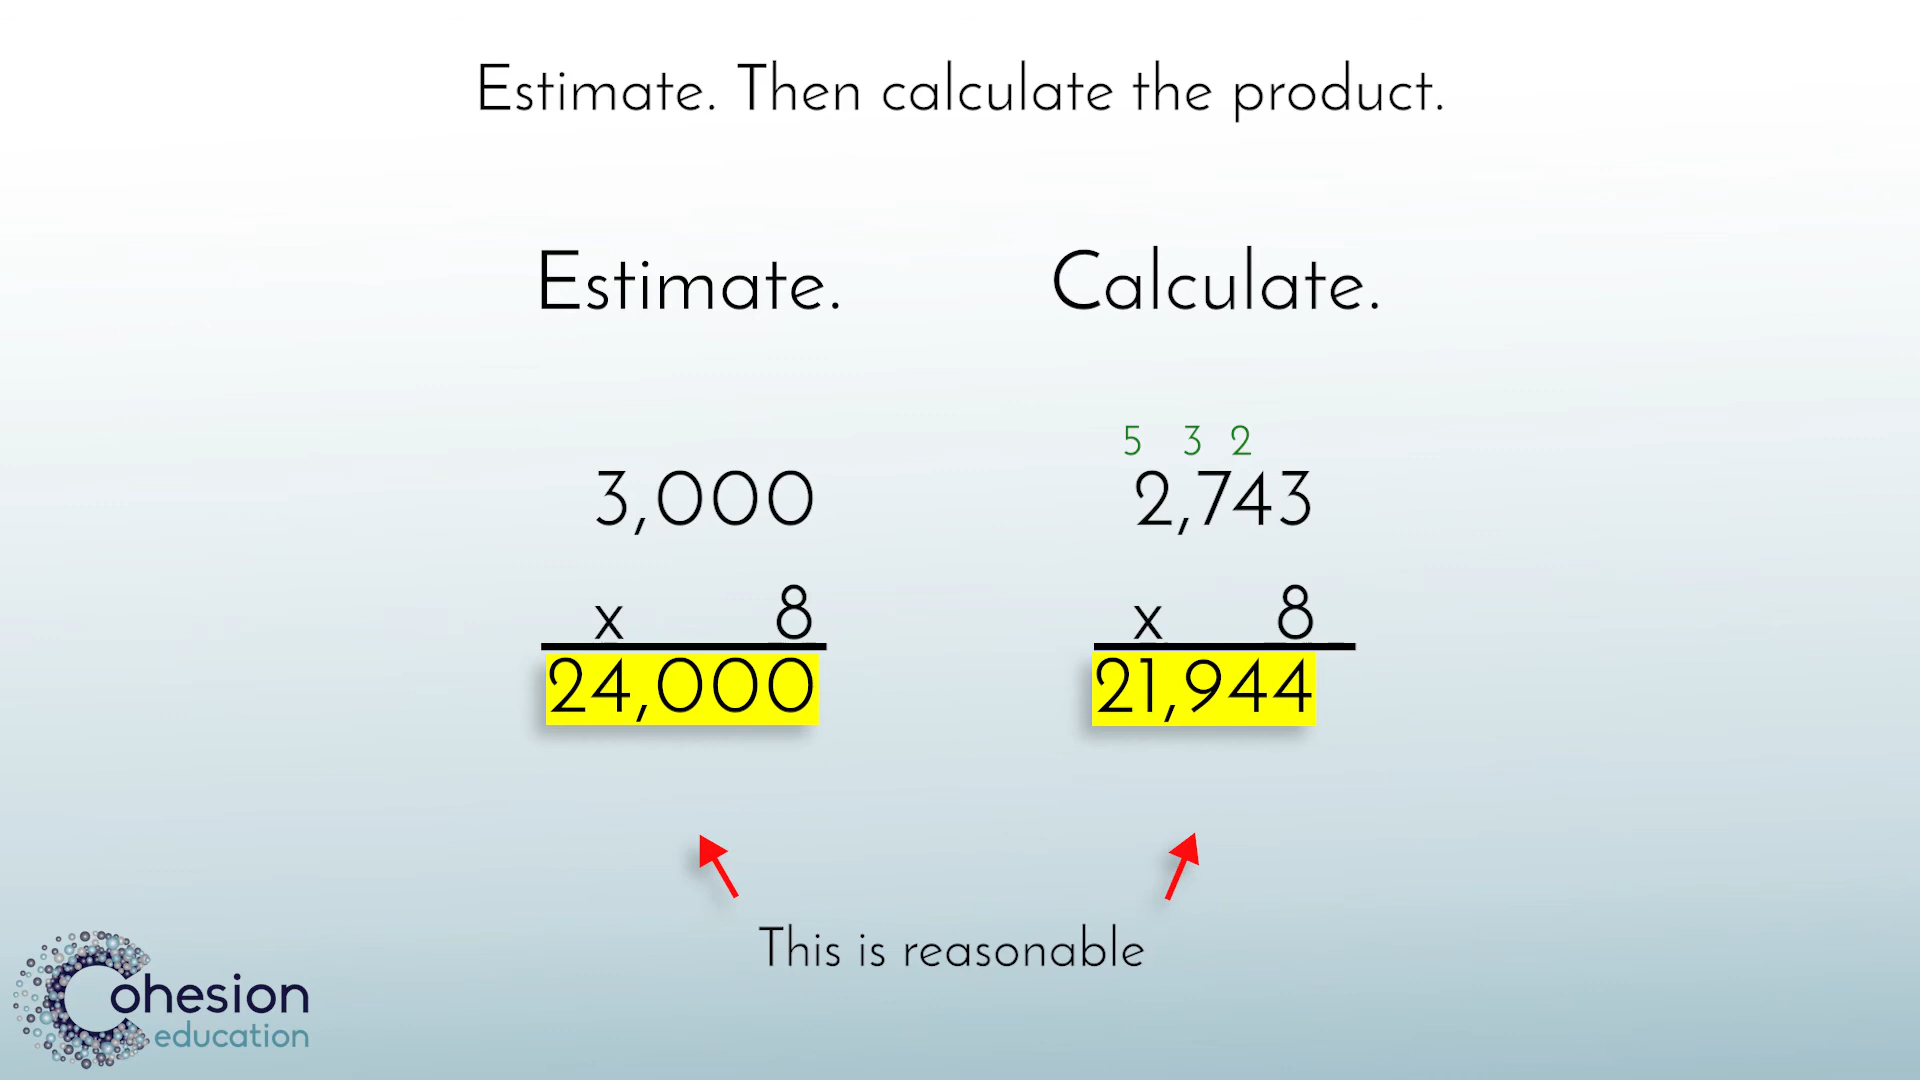 Estimate. Then calculate the product.
Estimate.
3,000
x 8
24,000
Calculate.
5 3 2
2,743
x 8
21,944
This is reasonable
Cohesion
education